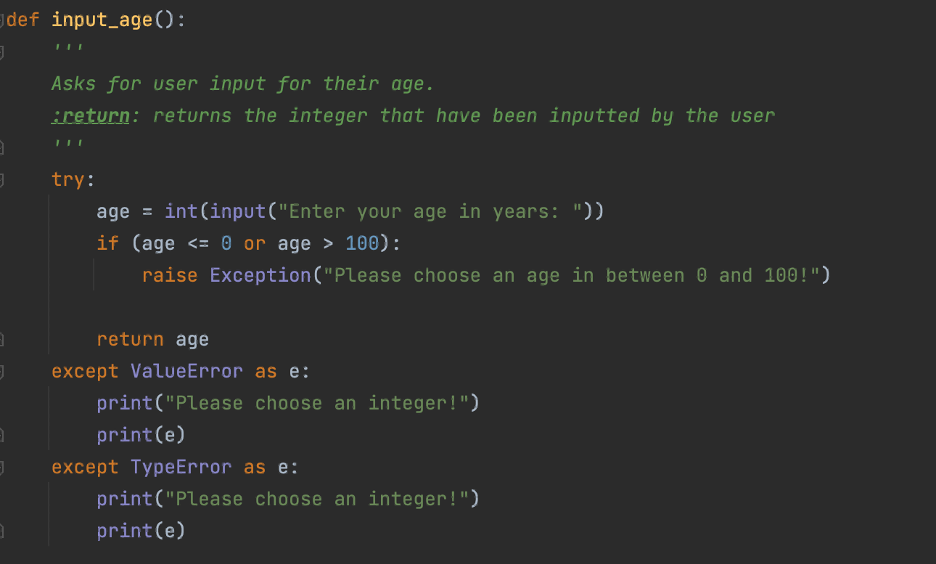 def input_age():
    '''
    Asks for user input for their age.
    :return: returns the integer that have been inputted by the user
    '''
    try:
        age = int(input("Enter your age in years: "))
        if (age <= 0 or age > 100):
            raise Exception("Please choose an age in between 0 and 100!")
        return age
    except ValueError as e:
        print("Please choose an integer!")
        print(e)
    except TypeError as e:
        print("Please choose an integer!")
        print(e)